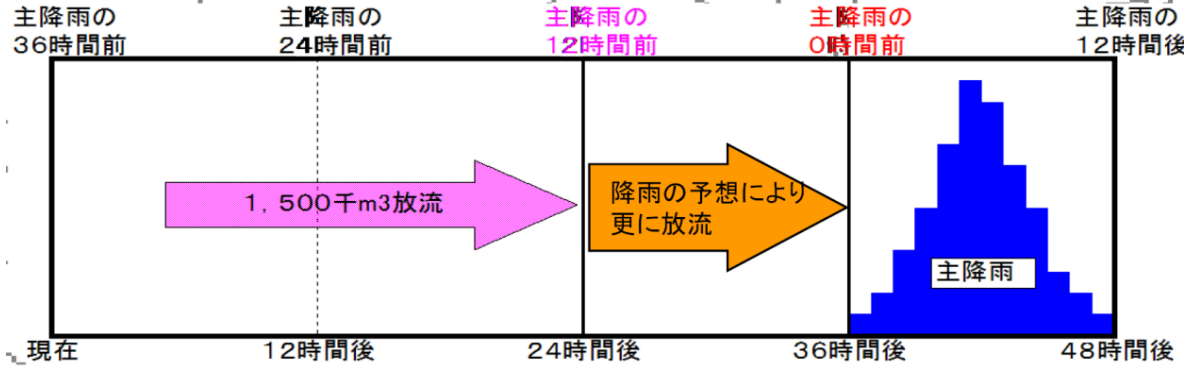 主降雨の
36時間前
主降雨の
24時間前
主降雨の
12時間前
主降雨の
0時間前
主降雨の
12時間後
1，500千m3放流
降雨の予想により
更に放流
主降雨
現在
12時間後
24時間後
36時間後
48時間後